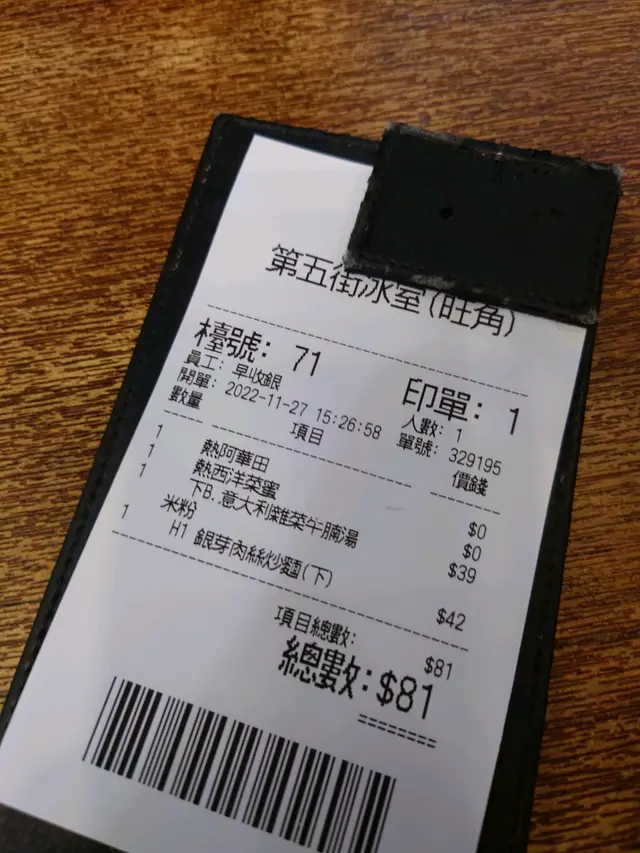 第五街冰室(旺角)
檯號: 71
印單: 1
員工: 早收銀
人數: 1
開單: 2022-11-27 15:26:58
單號: 329195
數量 項目 價錢
1 熱阿華田 $0
1 熱西洋菜蜜 $0
1 下B.意大利雜菜牛腩湯 $39
米粉
1 H1 銀芽肉絲炒麵(下) $42
項目總數: $81
總數: $81